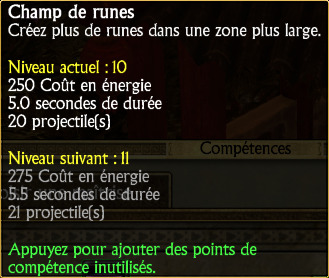 Champ de runes
Créez plus de runes dans une zone plus large.
Niveau actuel : 10
250 Coût en énergie
5.0 secondes de durée
20 projectile(s)
Compétences
Niveau suivant : 11
275 Coût en énergie
5.5 secondes de durée
21 projectile(s)
Appuyez pour ajouter des points de
compétence inutilisés.